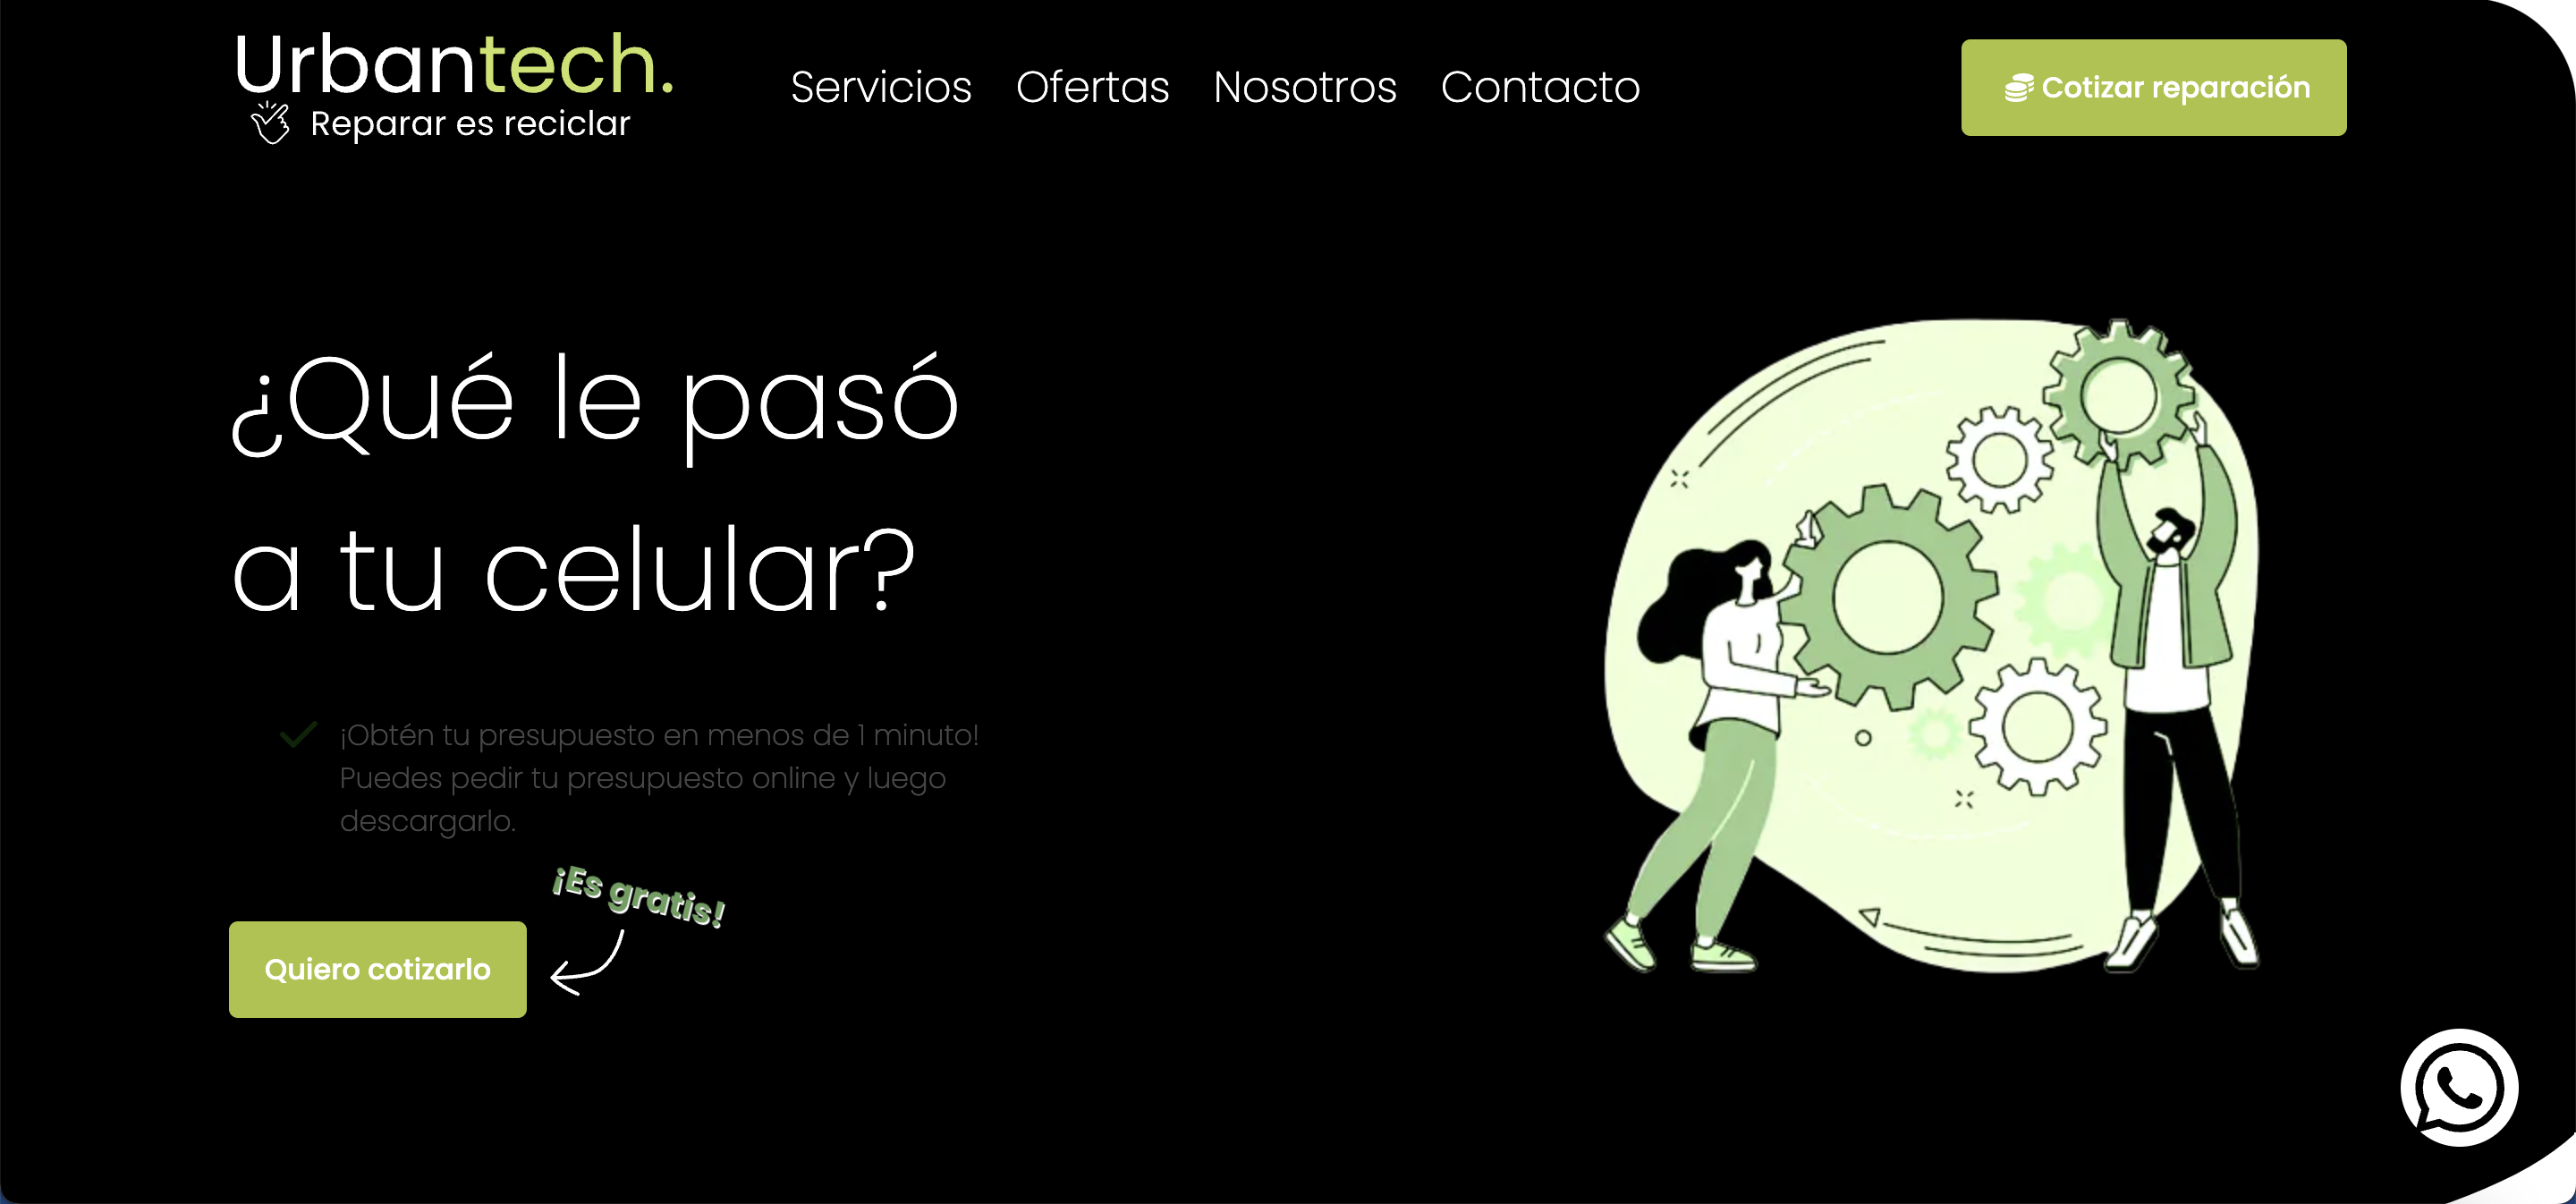 Urbantech.
Reparar es reciclar
Servicios Ofertas Nosotros Contacto
Cotizar reparación
¿Qué le pasó
a tu celular?
¡Obtén tu presupuesto en menos de 1 minuto!
Puedes pedir tu presupuesto online y luego
descargarlo.
¡Es gratis!
Quiero cotizarlo